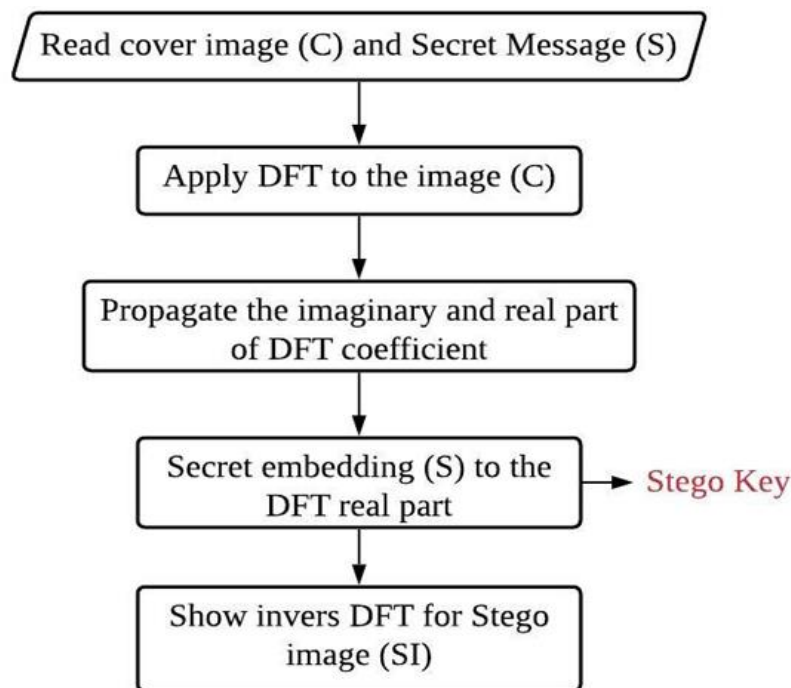 Read cover image (C) and Secret Message (S)
Apply DFT to the image (C)
Propagate the imaginary and real part
of DFT coefficient
Secret embedding (S) to the
DFT real part
Stego Key
Show invers DFT for Stego
image (SI)